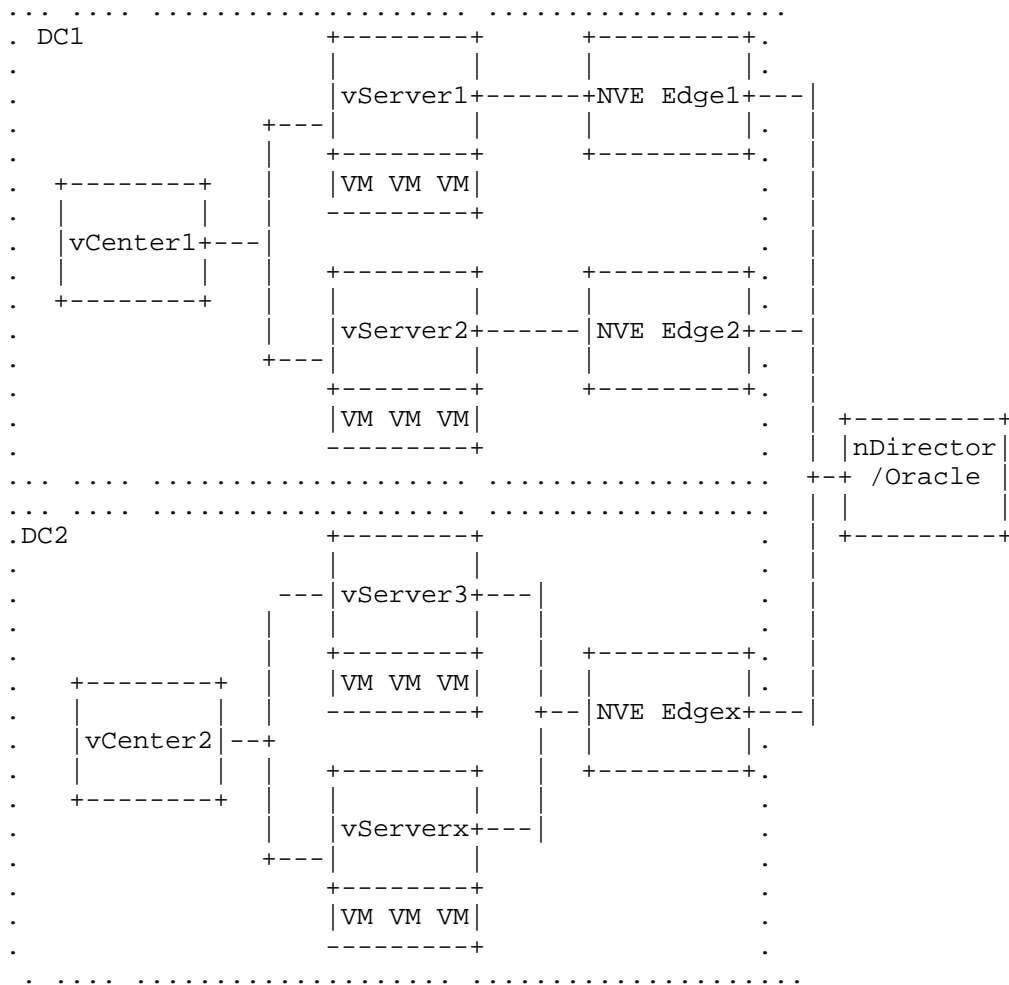 DC1
vServer1 NVE Edge1
VM VM VM
vCenter1
vServer2 NVE Edge2
VM VM VM
nDirector
/Oracle
DC2
vServer3
VM VM VM
NVE Edgex
vCenter2
vServerx
VM VM VM